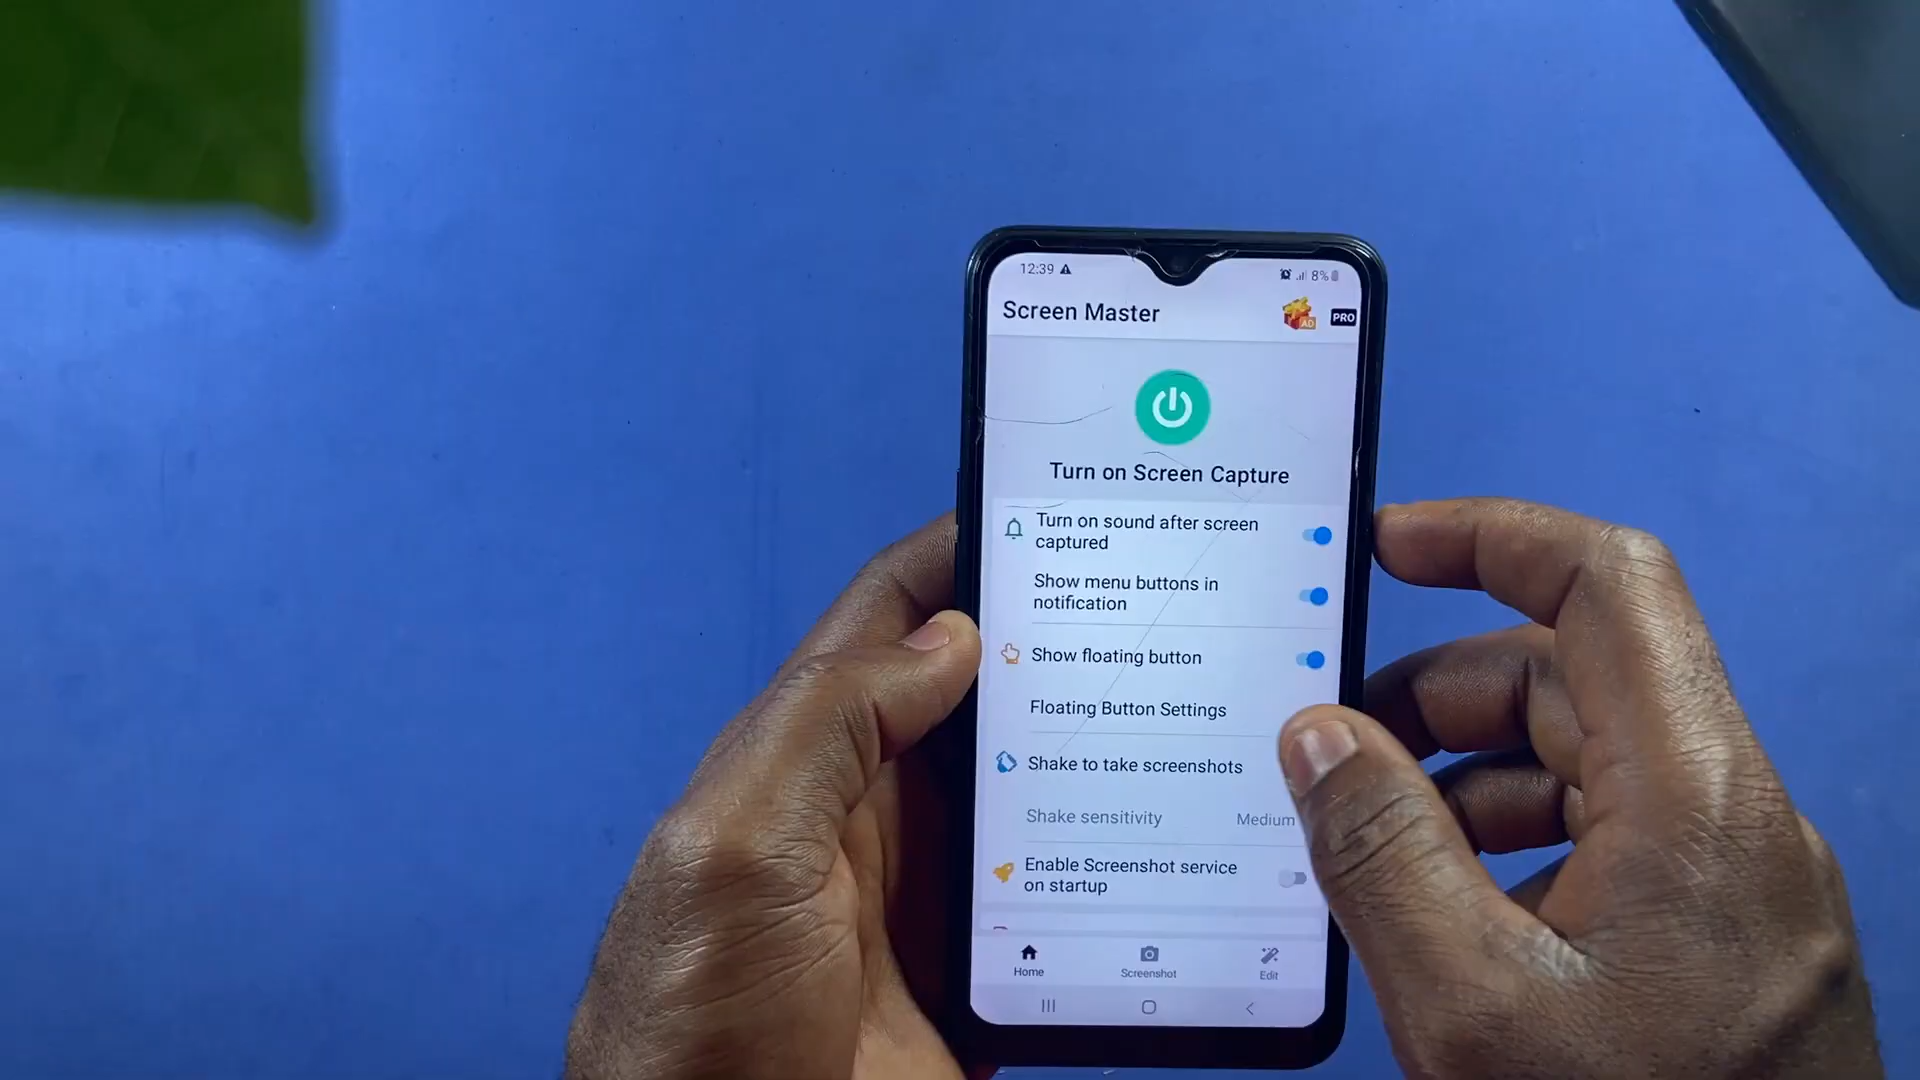 12:39
8%
Screen Master
AD
PRO
Turn on Screen Capture
Turn on sound after screen
captured
Show menu buttons in
notification
Show floating button
Floating Button Settings
Shake to take screenshots
Shake sensitivity Medium
Enable Screenshot service
on startup
Home
Screenshot
Edit